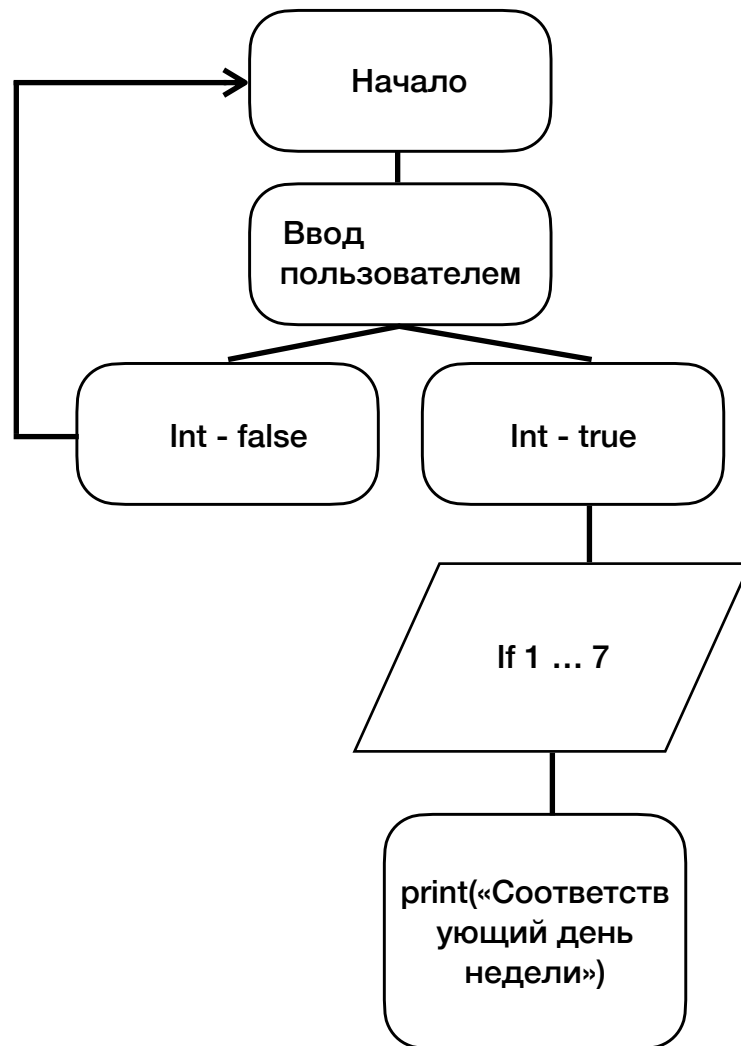 Начало
Ввод
пользователем
Int - false
Int - true
If 1 … 7
print(«Соответств
ующий день
недели»)